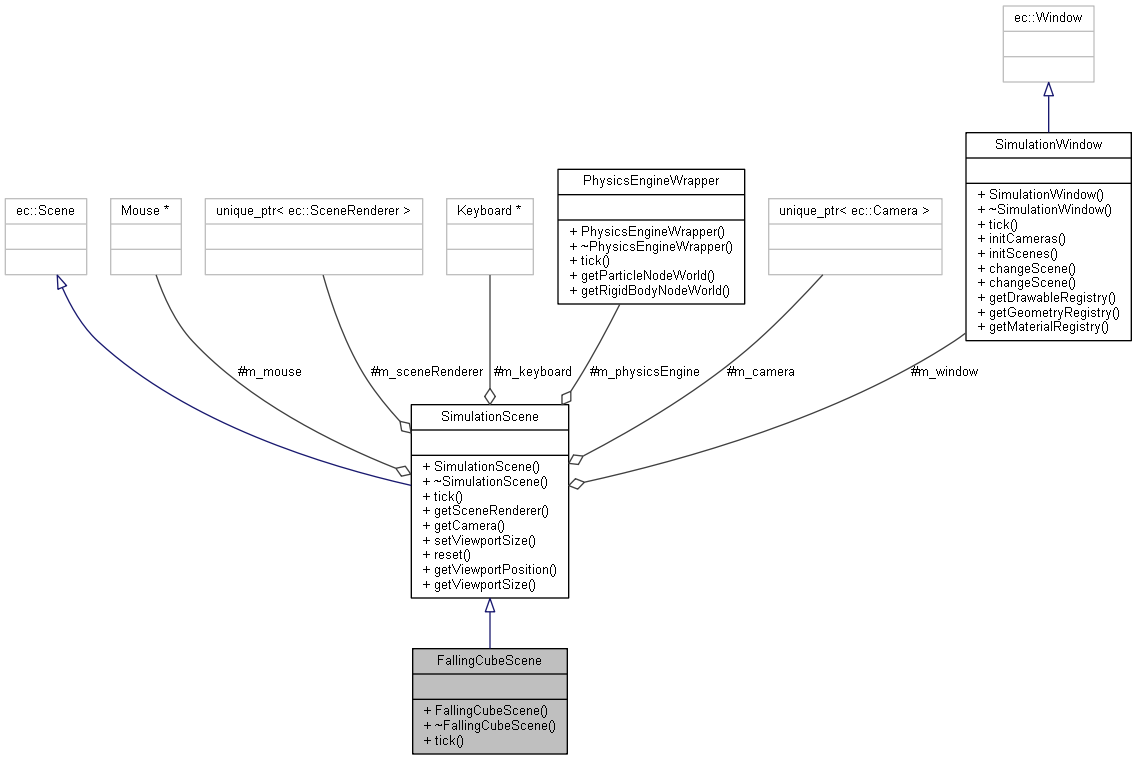 ec::Window
SimulationWindow
+ SimulationWindow()
+ ~SimulationWindow()
+ tick()
+ initCameras()
+ initScenes()
+ changeScene()
+ changeScene()
+ getDrawableRegistry()
+ getGeometryRegistry()
+ getMaterialRegistry()
ec::Scene
Mouse *
unique_ptr< ec::SceneRenderer >
Keyboard *
PhysicsEngineWrapper
+ PhysicsEngineWrapper()
+ ~PhysicsEngineWrapper()
+ tick()
+ getParticleNodeWorld()
+ getRigidBodyNodeWorld()
unique_ptr< ec::Camera >
#m_mouse
#m_sceneRenderer
#m_keyboard
#m_physicsEngine
#m_camera
#m_window
SimulationScene
+ SimulationScene()
+ ~SimulationScene()
+ tick()
+ getSceneRenderer()
+ getCamera()
+ setViewportSize()
+ reset()
+ getViewportPosition()
+ getViewportSize()
FallingCubeScene
+ FallingCubeScene()
+ ~FallingCubeScene()
+ tick()